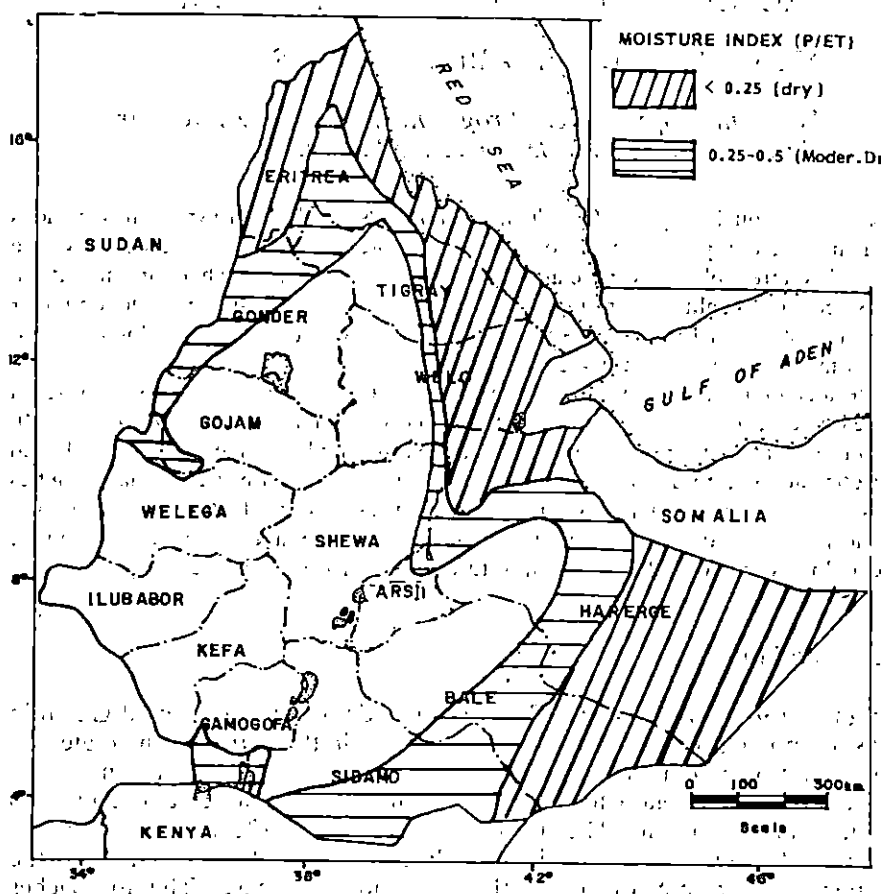 MOISTURE INDEX (P/ET)
< 0.25 (dry)
0.25-0.5 (Moder.Dr
RED SEA
16°
ERITREA
SUDAN
TIGRAY
GONDER
12°
WELO
GULF OF ADEN
GOJAM
WELEGA
SOMALIA
SHEWA
8°
ILUBABOR
ARSJI
HARERGE
KEFA
BALE
GAMOGOFA
SIDAMO
4°
0 100 300km
Scale
KENYA
34° 38° 42° 46°